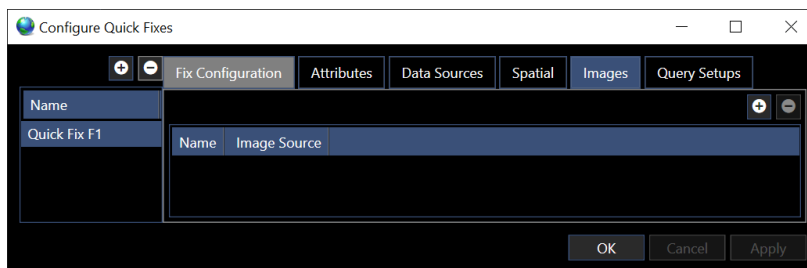 Configure Quick Fixes
Fix Configuration Attributes Data Sources Spatial Images Query Setups
Name
Quick Fix F1
Name Image Source
OK Cancel Apply